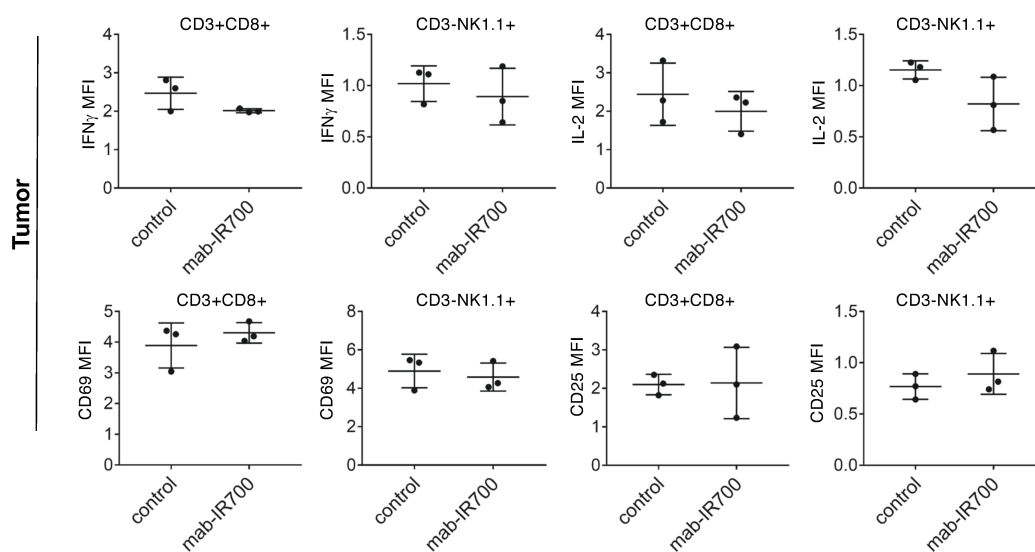 Tumor
CD3+CD8+
IFNγ MFI
4
3
2
1
0
control
mab-IR700
CD3-NK1.1+
IFNγ MFI
1.5
1.0
0.5
0.0
control
mab-IR700
CD3+CD8+
IL-2 MFI
4
3
2
1
0
control
mab-IR700
CD3-NK1.1+
IL-2 MFI
1.5
1.0
0.5
0.0
control
mab-IR700
CD3+CD8+
CD69 MFI
5
4
3
2
1
0
control
mab-IR700
CD3-NK1.1+
CD69 MFI
8
6
4
2
0
control
mab-IR700
CD3+CD8+
CD25 MFI
4
3
2
1
0
control
mab-IR700
CD3-NK1.1+
CD25 MFI
1.5
1.0
0.5
0.0
control
mab-IR700